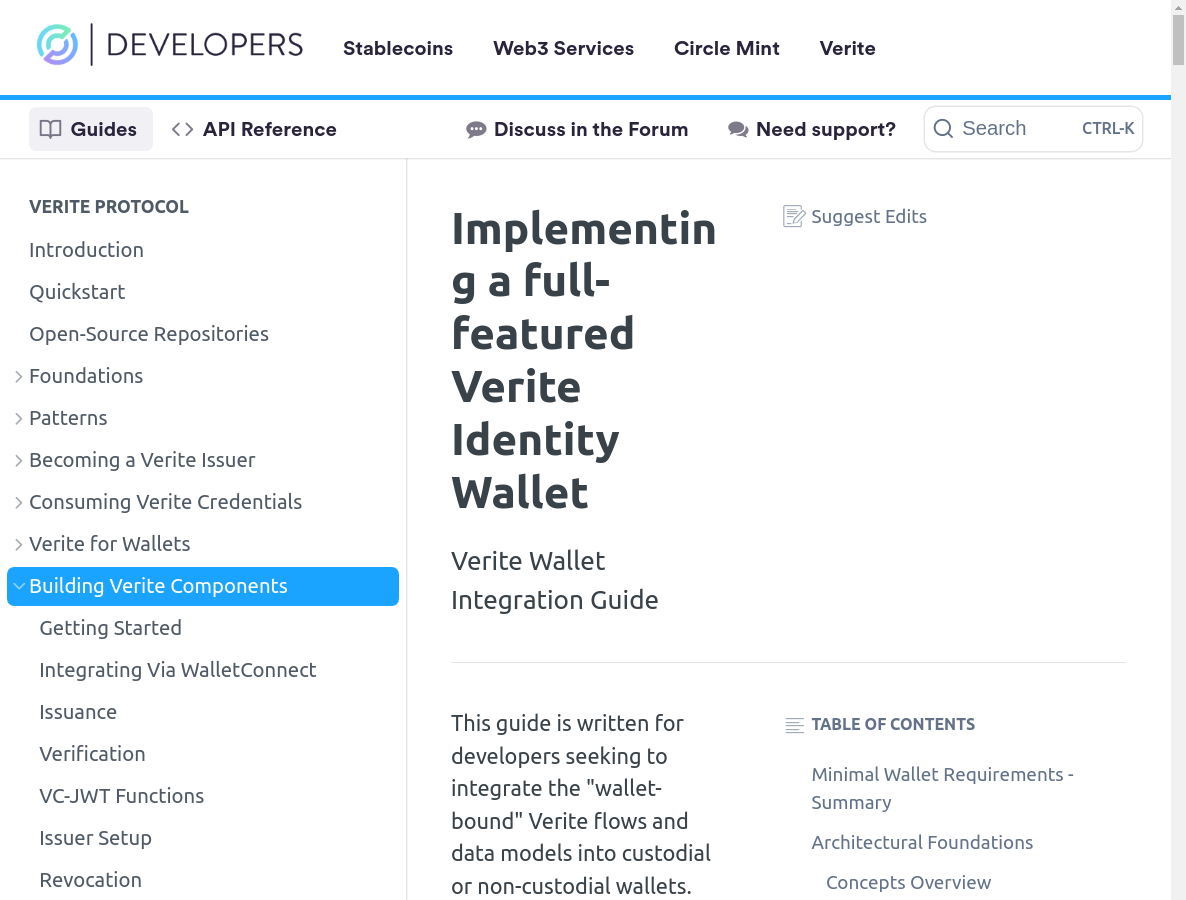 DEVELOPERS
Stablecoins
Web3 Services
Circle Mint
Verite
Guides
API Reference
Discuss in the Forum
Need support?
Search
CTRL-K
VERITE PROTOCOL
Introduction
Quickstart
Open-Source Repositories
Foundations
Patterns
Becoming a Verite Issuer
Consuming Verite Credentials
Verite for Wallets
Building Verite Components
Getting Started
Integrating Via WalletConnect
Issuance
Verification
VC-JWT Functions
Issuer Setup
Revocation
Implementin
g a full-
featured
Verite
Identity
Wallet
Suggest Edits
Verite Wallet
Integration Guide
This guide is written for
developers seeking to
integrate the "wallet-
bound" Verite flows and
data models into custodial
or non-custodial wallets.
TABLE OF CONTENTS
Minimal Wallet Requirements -
Summary
Architectural Foundations
Concepts Overview